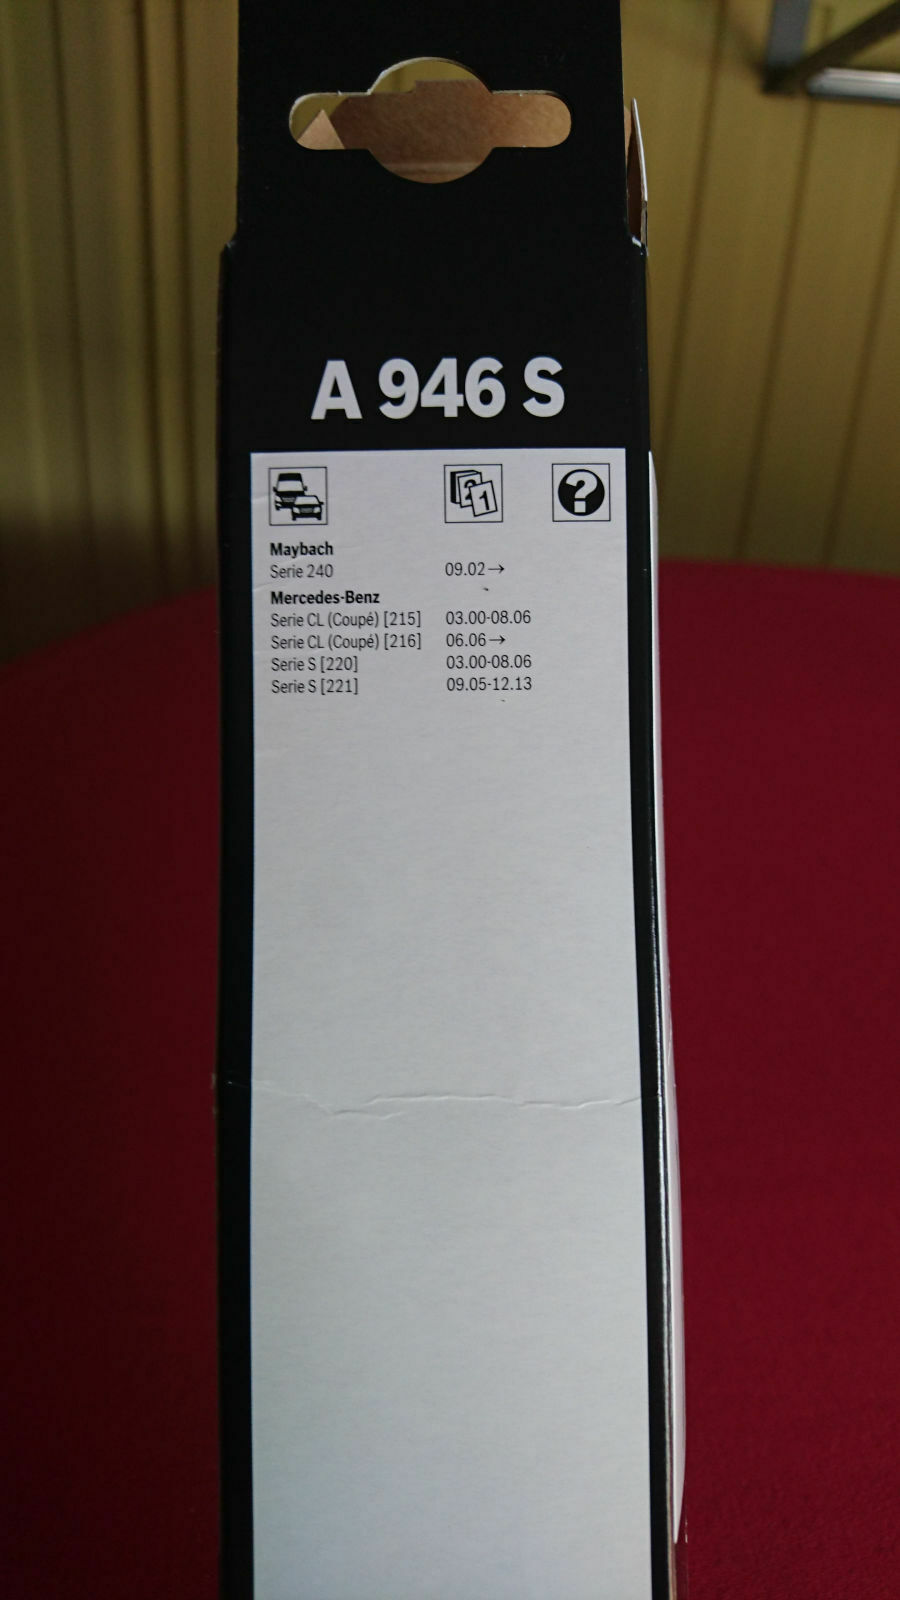 A 946 S
21 ?
Maybach
Serie 240 09.02→
Mercedes-Benz
Serie CL (Coupé) [215] 03.00-08.06
Serie CL (Coupé) [216] 06.06→
Serie S [220] 03.00-08.06
Serie S [221] 09.05-12.13